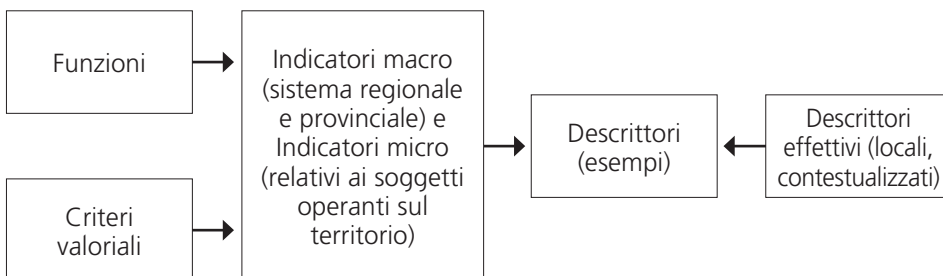 Funzioni
Criteri
valoriali
Indicatori macro
(sistema regionale
e provinciale) e
Indicatori micro
(relativi ai soggetti
operanti sul
territorio)
Descrittori
(esempi)
Descrittori
effettivi (locali,
contestualizzati)